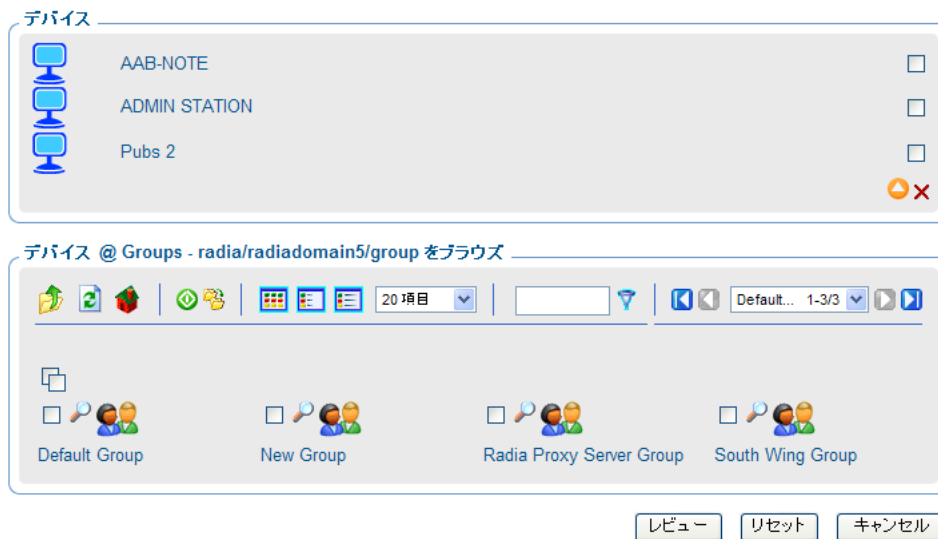 デバイス
AAB-NOTE
ADMIN STATION
Pubs 2
デバイス @ Groups - radia/radiadomain5/group をブラウズ
20 項目
Default... 1-3/3
Default Group
New Group
Radia Proxy Server Group
South Wing Group
レビュー
リセット
キャンセル